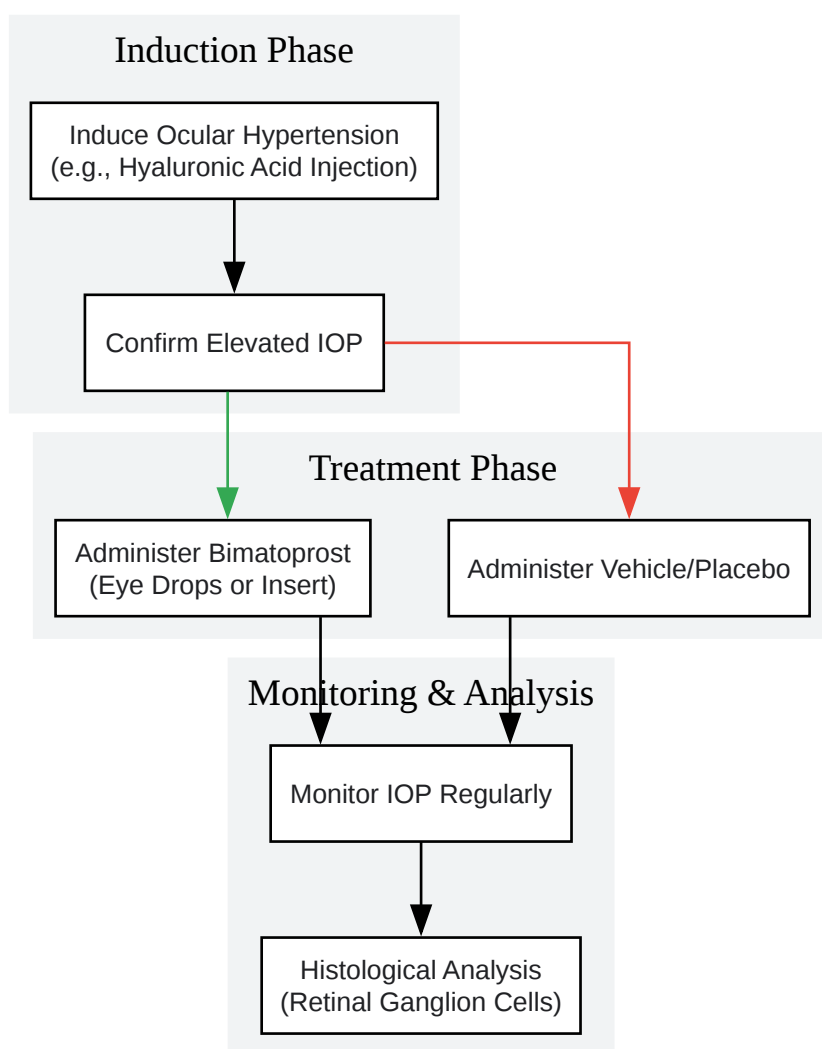 Induction Phase
Induce Ocular Hypertension
(e.g., Hyaluronic Acid Injection)
Confirm Elevated IOP
Treatment Phase
Administer Bimatoprost
(Eye Drops or Insert)
Administer Vehicle/Placebo
Monitoring & Analysis
Monitor IOP Regularly
Histological Analysis
(Retinal Ganglion Cells)